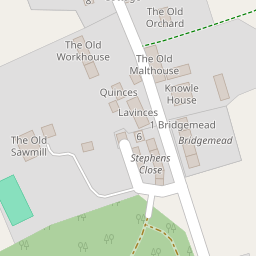 The Old
Orchard
The Old
Workhouse
The Old
Malthouse
Quinces
Knowle
House
Lavinces
1 Bridgemead
6
Bridgemead
The Old
Sawmill
Stephens
Close